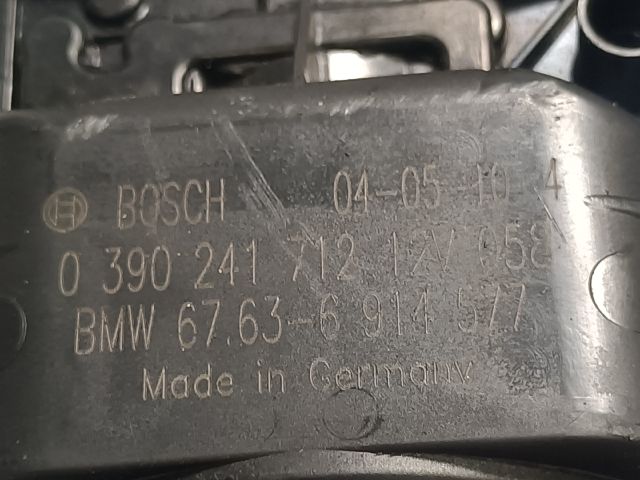 BOSCH 04-05-10 4
0 390 241 712 12V 058
BMW 67.63-6 914 577
Made in Germany